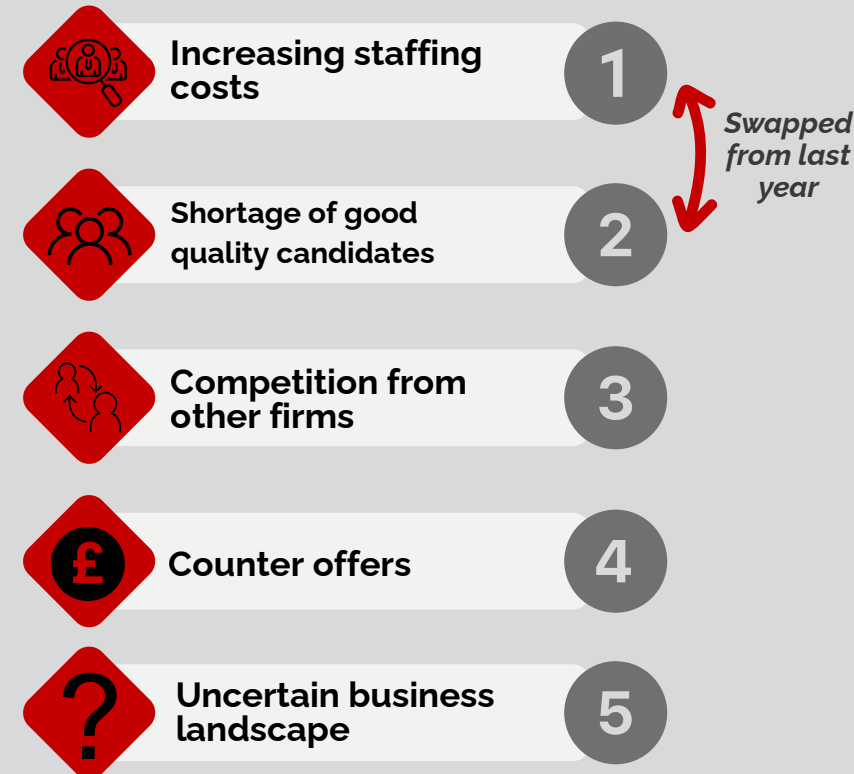 Increasing staffing
costs
1
Swapped
from last
year
Shortage of good
quality candidates
2
Competition from
other firms
3
£
Counter offers
4
?
Uncertain business
landscape
5